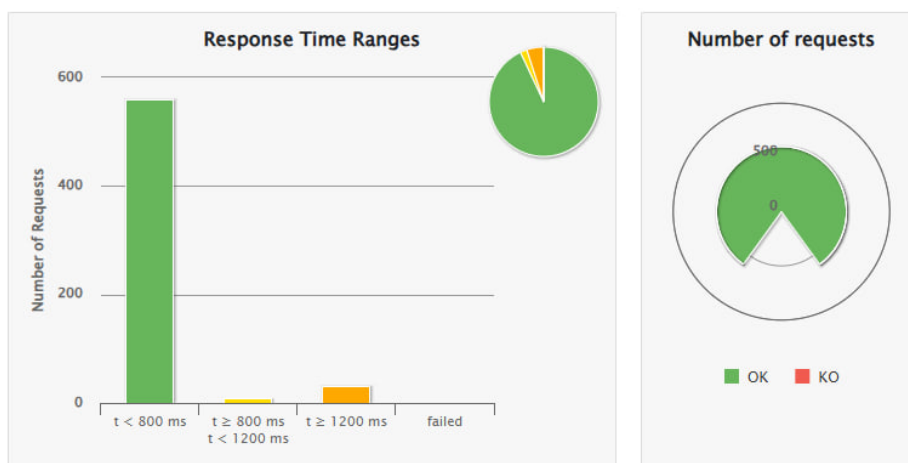 Response Time Ranges
Number of Requests
600
400
200
0
t < 800 ms
t ≥ 800 ms
t < 1200 ms
t ≥ 1200 ms
failed
Number of requests
500
0
OK
KO